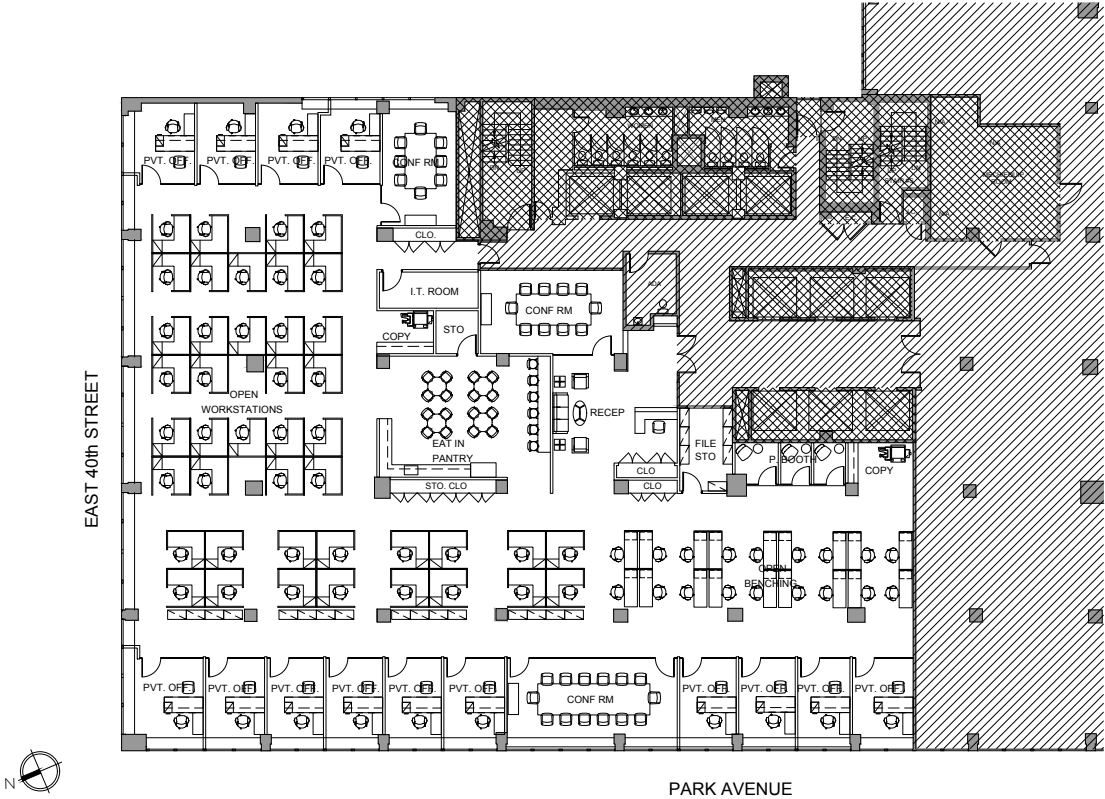 WOMEN
MEN
PVT. OFF.
PVT. OFF.
PVT. OFF.
PVT. OFF.
CONF RM
CLO.
I.T. ROOM
ADA
CONF RM
COPY
STO
EAST 40th STREET
OPEN
WORKSTATIONS
RECEP
EAT IN
PANTRY
FILE
STO
P. BOOTH
COPY
CLO
STO. CLO
CLO
OPEN
BENCHING
PVT. OFF.
PVT. OFF.
PVT. OFF.
PVT. OFF.
PVT. OFF.
PVT. OFF.
CONF RM
PVT. OFF.
PVT. OFF.
PVT. OFF.
PVT. OFF.
N
PARK AVENUE